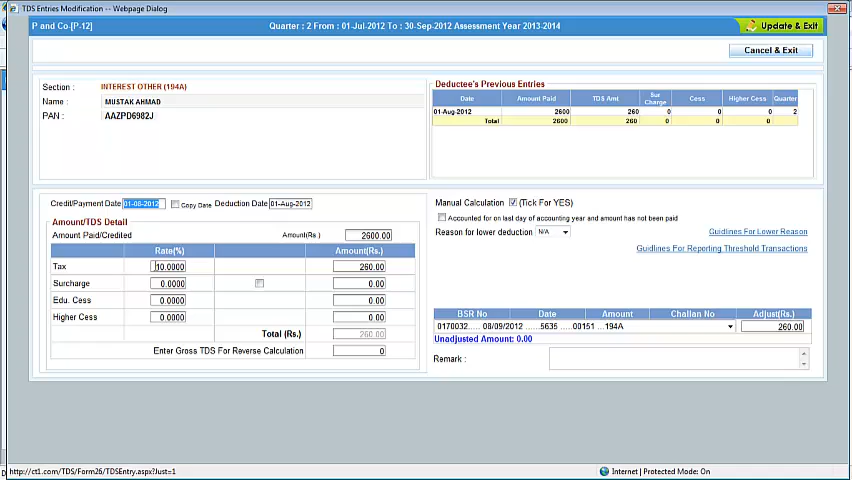 TDS Entries Modification -- Webpage Dialog
P and Co-[P-12] Quarter : 2 From : 01-Jul-2012 To : 30-Sep-2012 Assessment Year 2013-2014 Update & Exit
Cancel & Exit
Section : INTEREST OTHER (194A)
Name : MUSTAK AHMAD
PAN : AAZPD6982J
Deductee's Previous Entries
Date Amount Paid TDS Amt Sur Charge Cess Higher Cess Quarter
01-Aug-2012 2600 260 0 0 0 2
Total 2600 260 0 0 0
Credit/Payment Date 01-08-2012 Copy Date Deduction Date 01-Aug-2012
Amount/TDS Detail
Amount Paid/Credited Amount(Rs.) 2600.00
Rate(%) Amount(Rs.)
Tax 10.0000 260.00
Surcharge 0.0000 0.00
Edu. Cess 0.0000 0.00
Higher Cess 0.0000 0.00
Total (Rs.) 260.00
Enter Gross TDS For Reverse Calculation 0
Manual Calculation (Tick For YES)
Accounted for on last day of accounting year and amount has not been paid
Reason for lower deduction N/A Guidlines For Lower Reason
Guidlines For Reporting Threshold Transactions
BSR No Date Amount Challan No Adjust(Rs.)
0170032..... 08/09/2012 .....5635 .....00151 ...194A 260.00
Unadjusted Amount: 0.00
Remark :
http://ct1.com/TDS/Form26/TDSEntry.aspx?Just=1 Internet | Protected Mode: On